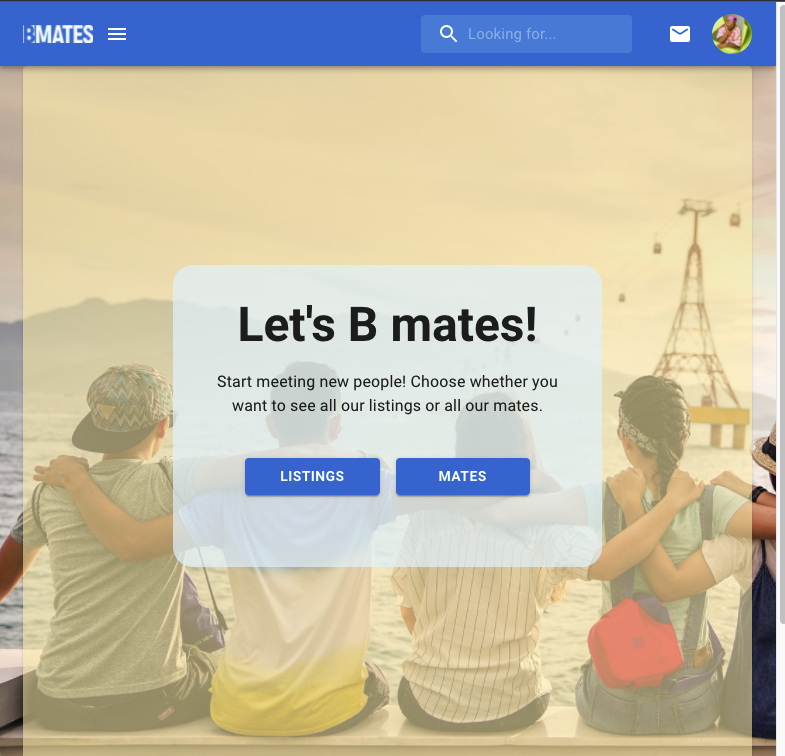 BMATES
Looking for...
Let's B mates!
Start meeting new people! Choose whether you
want to see all our listings or all our mates.
LISTINGS
MATES